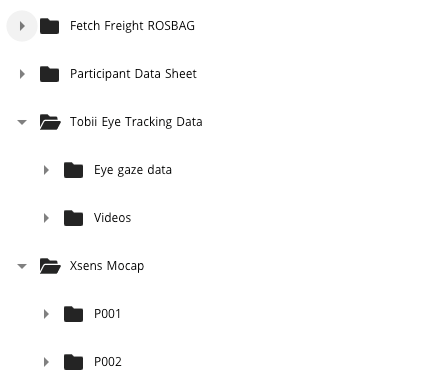 Fetch Freight ROSBAG
Participant Data Sheet
Tobii Eye Tracking Data
Eye gaze data
Videos
Xsens Mocap
P001
P002